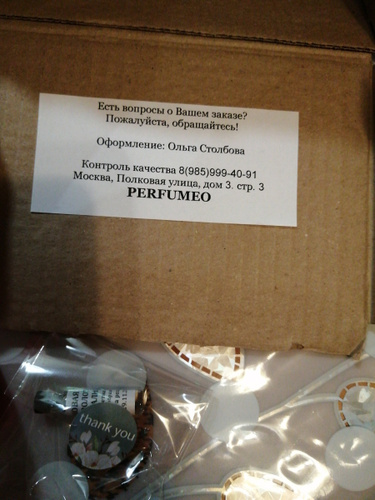 Есть вопросы о Вашем заказе?
Пожалуйста, обращайтесь!
Оформление: Ольга Столбова
Контроль качества 8(985)999-40-91
Москва, Полковая улица, дом 3. стр. 3
PERFUMEO
thank you